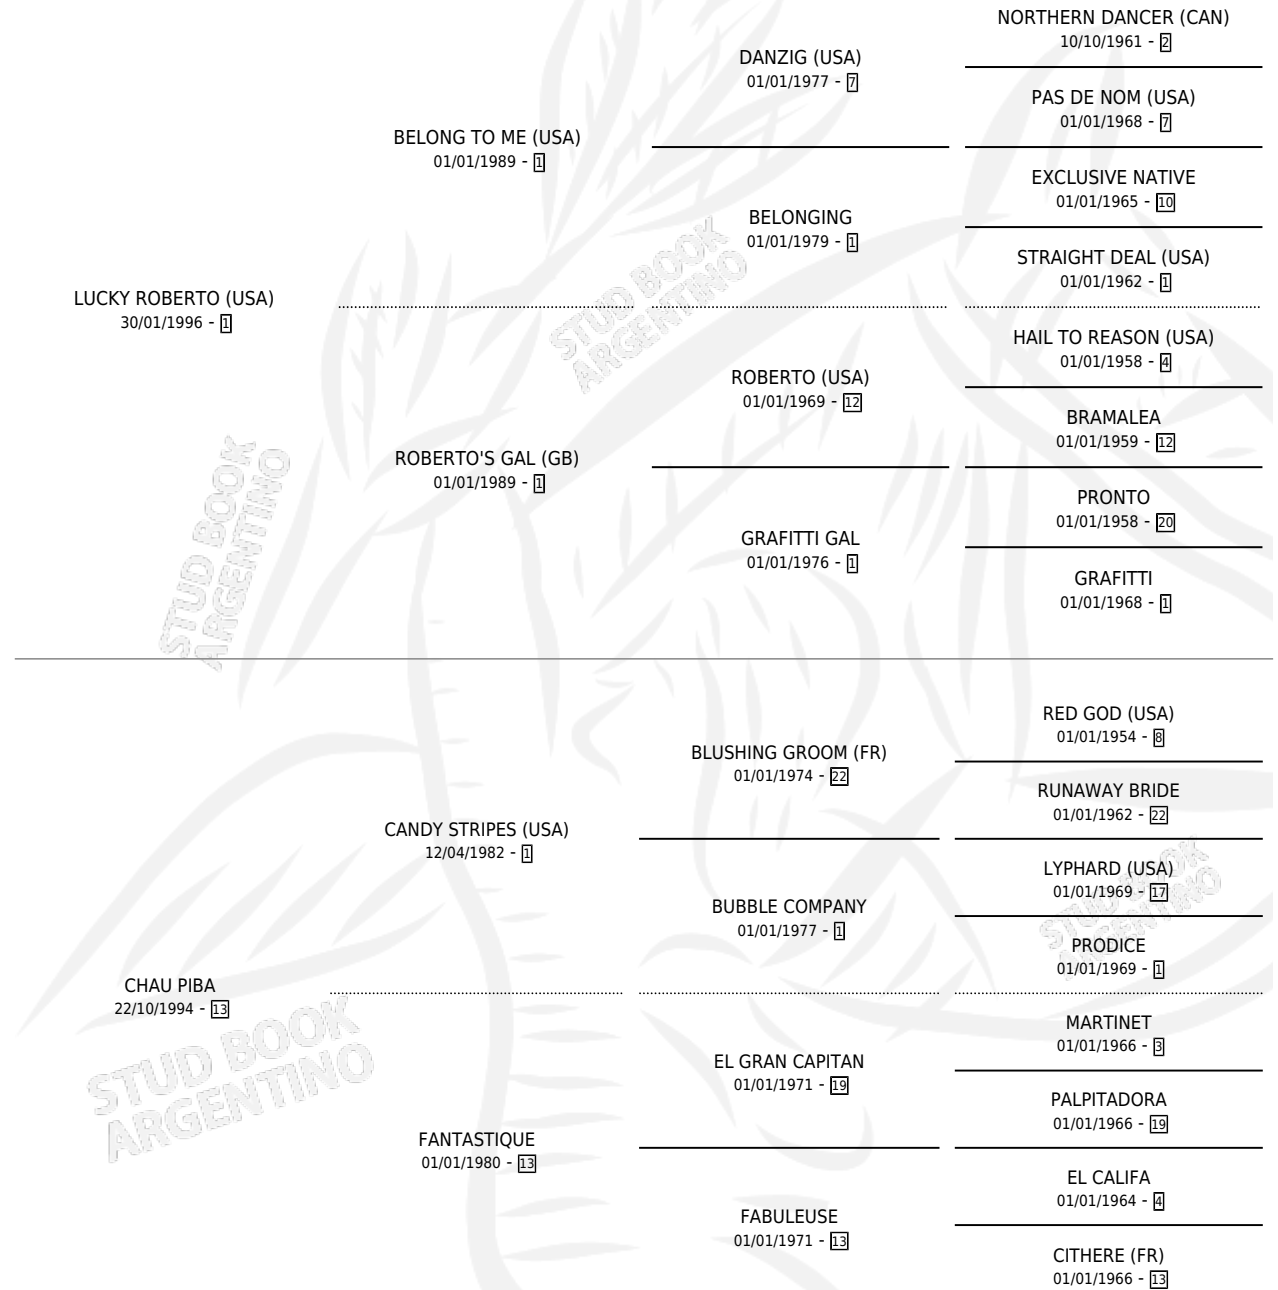 NORTHERN DANCER (CAN)
10/10/1961 - 2
DANZIG (USA)
01/01/1977 - 7
PAS DE NOM (USA)
01/01/1968 - 7
BELONG TO ME (USA)
01/01/1989 - 1
EXCLUSIVE NATIVE
01/01/1965 - 10
BELONGING
01/01/1979 - 1
STRAIGHT DEAL (USA)
01/01/1962 - 1
LUCKY ROBERTO (USA)
30/01/1996 - 1
HAIL TO REASON (USA)
01/01/1958 - 4
ROBERTO (USA)
01/01/1969 - 12
BRAMALEA
01/01/1959 - 12
ROBERTO'S GAL (GB)
01/01/1989 - 1
PRONTO
01/01/1958 - 20
GRAFITTI GAL
01/01/1976 - 1
GRAFITTI
01/01/1968 - 1
RED GOD (USA)
01/01/1954 - 8
BLUSHING GROOM (FR)
01/01/1974 - 22
RUNAWAY BRIDE
01/01/1962 - 22
CANDY STRIPES (USA)
12/04/1982 - 1
LYPHARD (USA)
01/01/1969 - 17
BUBBLE COMPANY
01/01/1977 - 1
PRODICE
01/01/1969 - 1
CHAU PIBA
22/10/1994 - 13
MARTINET
01/01/1966 - 3
EL GRAN CAPITAN
01/01/1971 - 19
PALPITADORA
01/01/1966 - 19
FANTASTIQUE
01/01/1980 - 13
EL CALIFA
01/01/1964 - 4
FABULEUSE
01/01/1971 - 13
CITHERE (FR)
01/01/1966 - 13
STUD BOOK
ARGENTINO
STUD BOOK
ARGENTINO
STUD BOOK
ARGENTINO
STUD BOOK
ARGENTINO